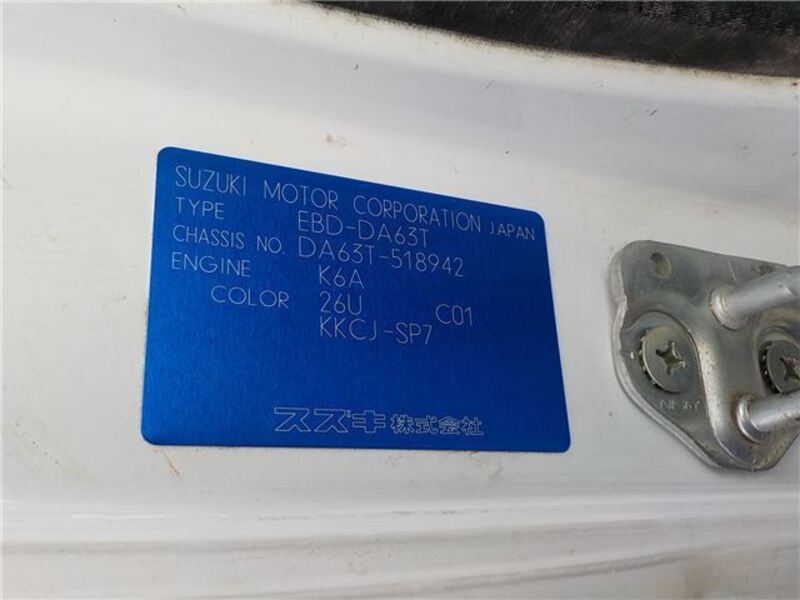 SUZUKI MOTOR CORPORATION JAPAN
TYPE EBD-DA63T
CHASSIS NO. DA63T-518942
ENGINE K6A
COLOR 26U C01
KKCJ-SP7
スズキ株式会社